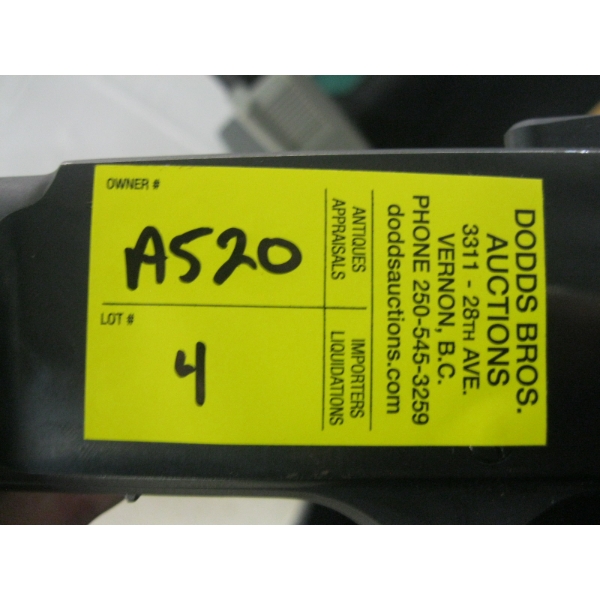 OWNER #
A520
LOT #
4
DODDS BROS.
AUCTIONS
3311 - 28TH AVE.
VERNON, B.C.
PHONE 250-545-3259
doddsauctions.com
ANTIQUES IMPORTERS
APPRAISALS LIQUIDATIONS